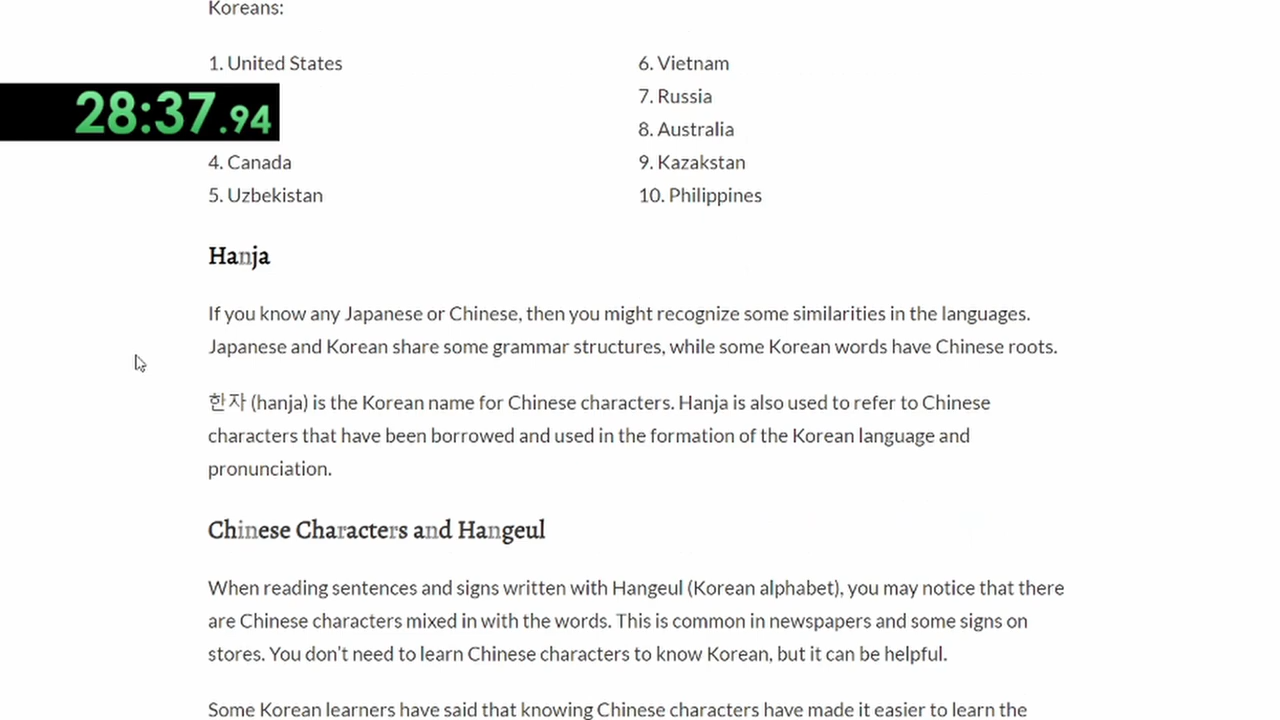 Koreans:
1. United States
28:37.94
4. Canada
5. Uzbekistan
6. Vietnam
7. Russia
8. Australia
9. Kazakstan
10. Philippines
Hanja
If you know any Japanese or Chinese, then you might recognize some similarities in the languages.
Japanese and Korean share some grammar structures, while some Korean words have Chinese roots.
한자 (hanja) is the Korean name for Chinese characters. Hanja is also used to refer to Chinese
characters that have been borrowed and used in the formation of the Korean language and
pronunciation.
Chinese Characters and Hangeul
When reading sentences and signs written with Hangeul (Korean alphabet), you may notice that there
are Chinese characters mixed in with the words. This is common in newspapers and some signs on
stores. You don't need to learn Chinese characters to know Korean, but it can be helpful.
Some Korean learners have said that knowing Chinese characters have made it easier to learn the